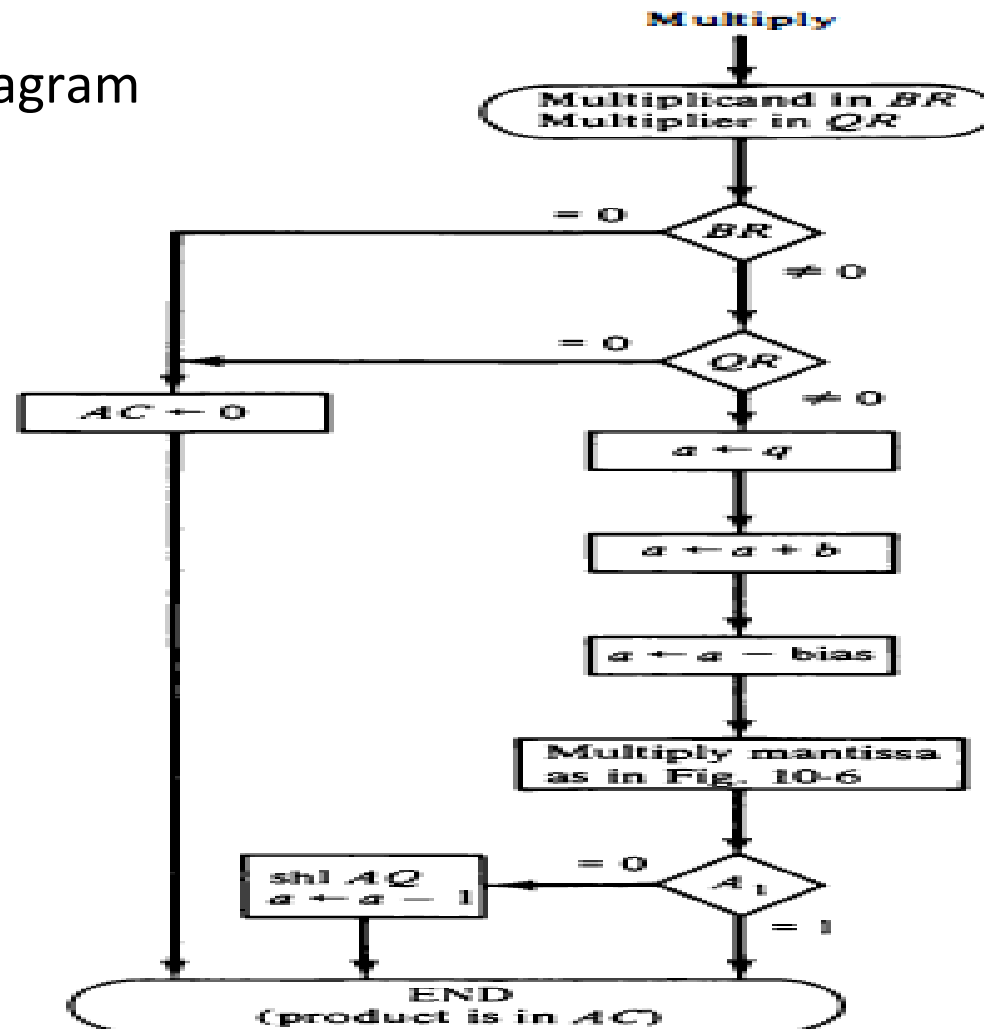 Multiply
agram
Multiplicand in BR
Multiplier in QR
= 0
BR
≠ 0
= 0
QR
≠ 0
AC ← 0
a ← q
a ← a + b
a ← a − bias
Multiply mantissa
as in Fig. 10-6
= 0
shl AQ
a ← a − 1
A₁
= 1
END
(product is in AC)